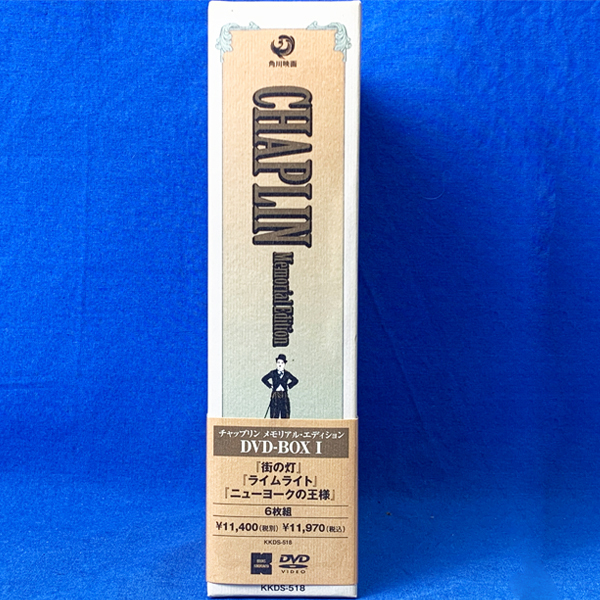 角川映画
CHAPLIN
Memorial Edition
チャップリン メモリアル・エディション
DVD-BOX I
『街の灯』
『ライムライト』
『ニューヨークの王様』
6枚組
¥11,400(税別) ¥11,970(税込)
KKDS-518
DVD
VIDEO
KKDS-518